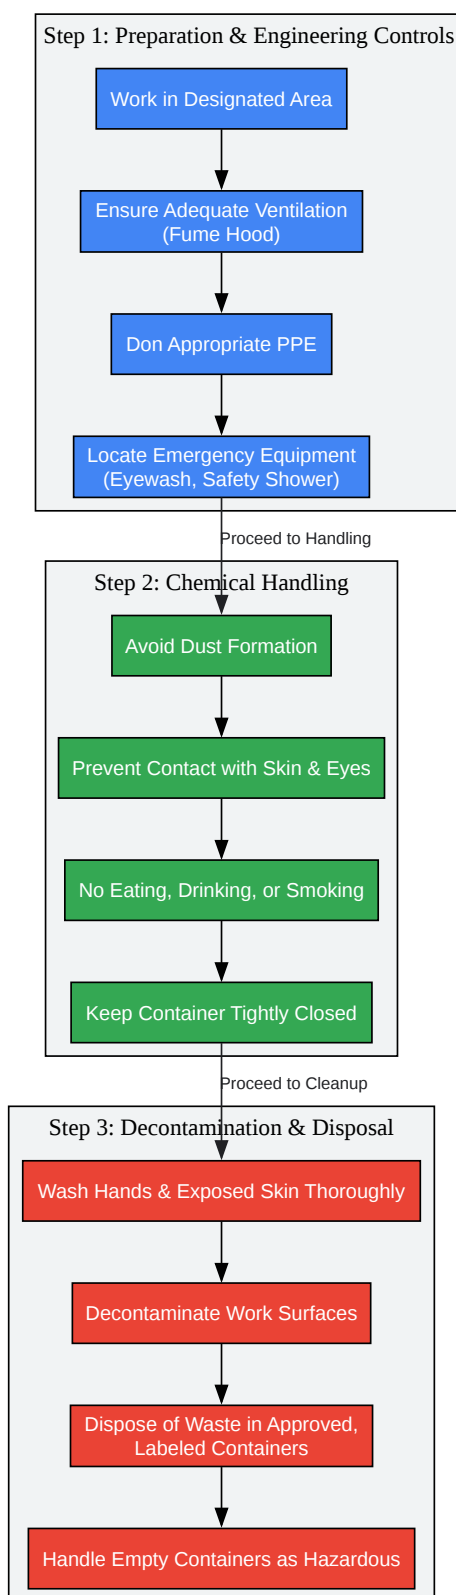 Step 1: Preparation & Engineering Controls
Work in Designated Area
Ensure Adequate Ventilation
(Fume Hood)
Don Appropriate PPE
Locate Emergency Equipment
(Eyewash, Safety Shower)
Proceed to Handling
Step 2: Chemical Handling
Avoid Dust Formation
Prevent Contact with Skin & Eyes
No Eating, Drinking, or Smoking
Keep Container Tightly Closed
Proceed to Cleanup
Step 3: Decontamination & Disposal
Wash Hands & Exposed Skin Thoroughly
Decontaminate Work Surfaces
Dispose of Waste in Approved,
Labeled Containers
Handle Empty Containers as Hazardous